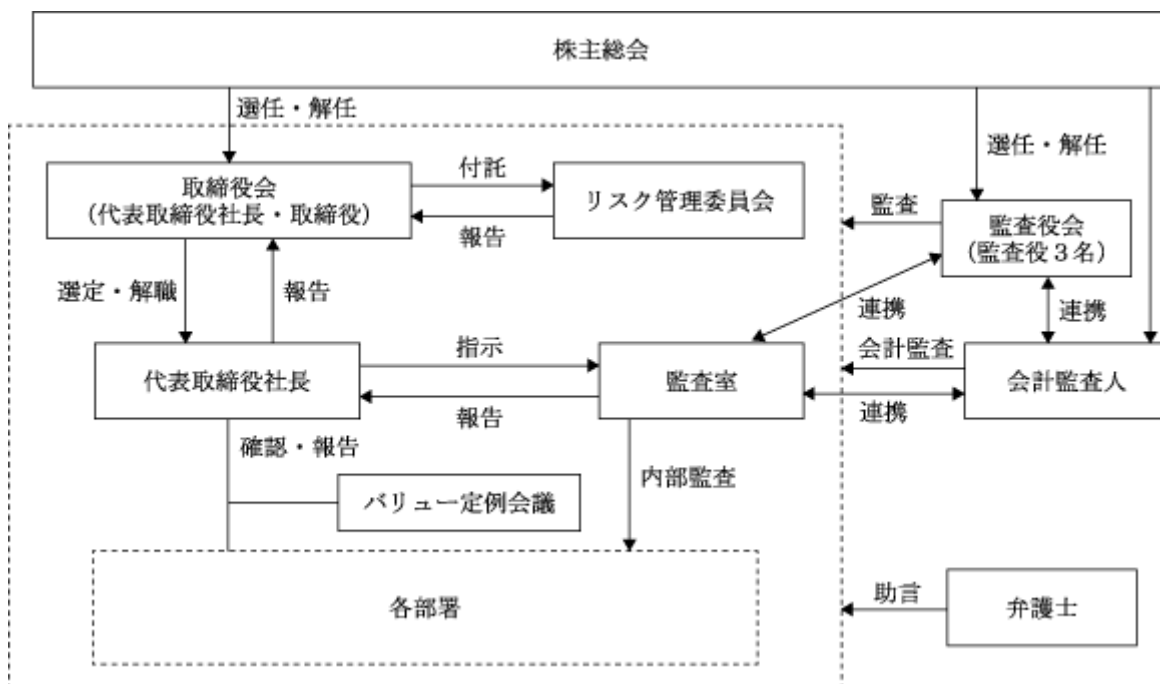 株主総会
選任・解任
選任・解任
取締役会
（代表取締役社長・取締役）
付託
報告
リスク管理委員会
監査
監査役会
（監査役３名）
選定・解職
報告
連携
連携
代表取締役社長
指示
報告
監査室
会計監査
連携
会計監査人
確認・報告
内部監査
バリュー定例会議
各部署
助言
弁護士